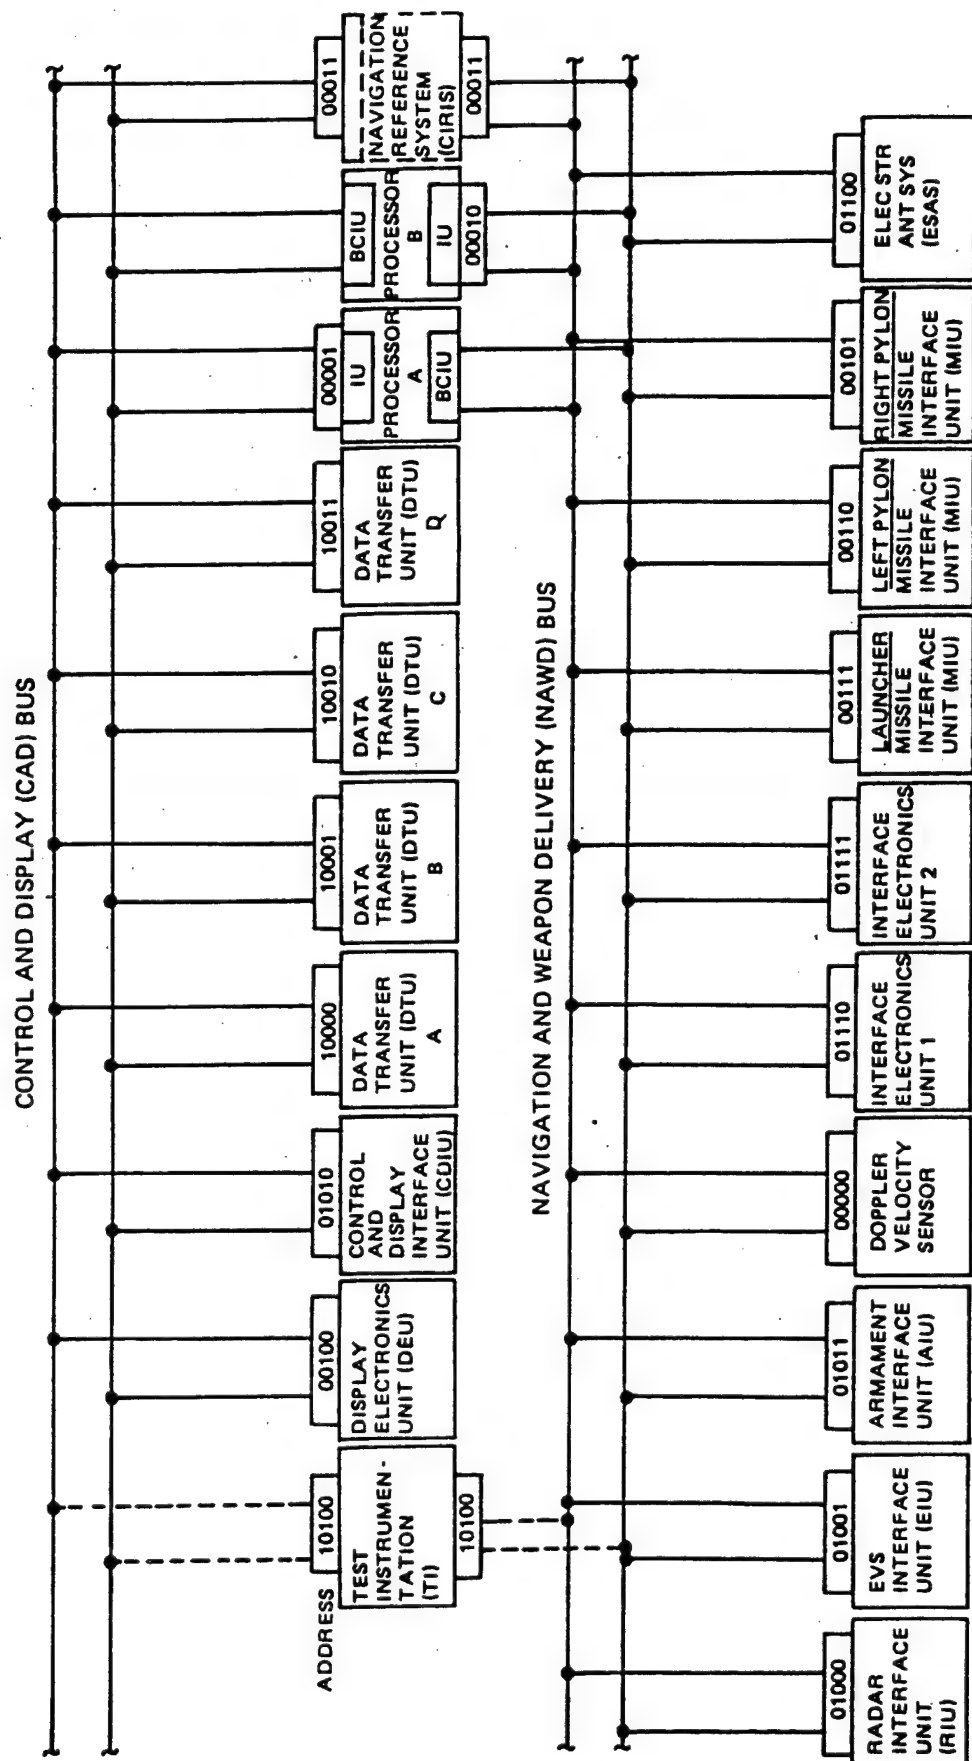 CONTROL AND DISPLAY (CAD) BUS
ADDRESS
10100
TEST
INSTRUMEN-
TATION
(TI)
10100
00100
DISPLAY
ELECTRONICS
UNIT (DEU)
01010
CONTROL
AND
DISPLAY
INTERFACE
UNIT (CDIU)
10000
DATA
TRANSFER
UNIT (DTU)
A
10001
DATA
TRANSFER
UNIT (DTU)
B
10010
DATA
TRANSFER
UNIT (DTU)
C
10011
DATA
TRANSFER
UNIT (DTU)
D
00001
IU
PROCESSOR
A
BCIU
BCIU
PROCESSOR
B
IU
00010
00011
NAVIGATION
REFERENCE
SYSTEM
(CIRIS)
00011
NAVIGATION AND WEAPON DELIVERY (NAWD) BUS
01000
RADAR
INTERFACE
UNIT
(RIU)
01001
EVS
INTERFACE
UNIT (EIU)
01011
ARMAMENT
INTERFACE
UNIT (AIU)
00000
DOPPLER
VELOCITY
SENSOR
01110
INTERFACE
ELECTRONICS
UNIT 1
01111
INTERFACE
ELECTRONICS
UNIT 2
00111
LAUNCHER
MISSILE
INTERFACE
UNIT (MIU)
00110
LEFT PYLON
MISSILE
INTERFACE
UNIT (MIU)
00101
RIGHT PYLON
MISSILE
INTERFACE
UNIT (MIU)
01100
ELEC STR
ANT SYS
(ESAS)